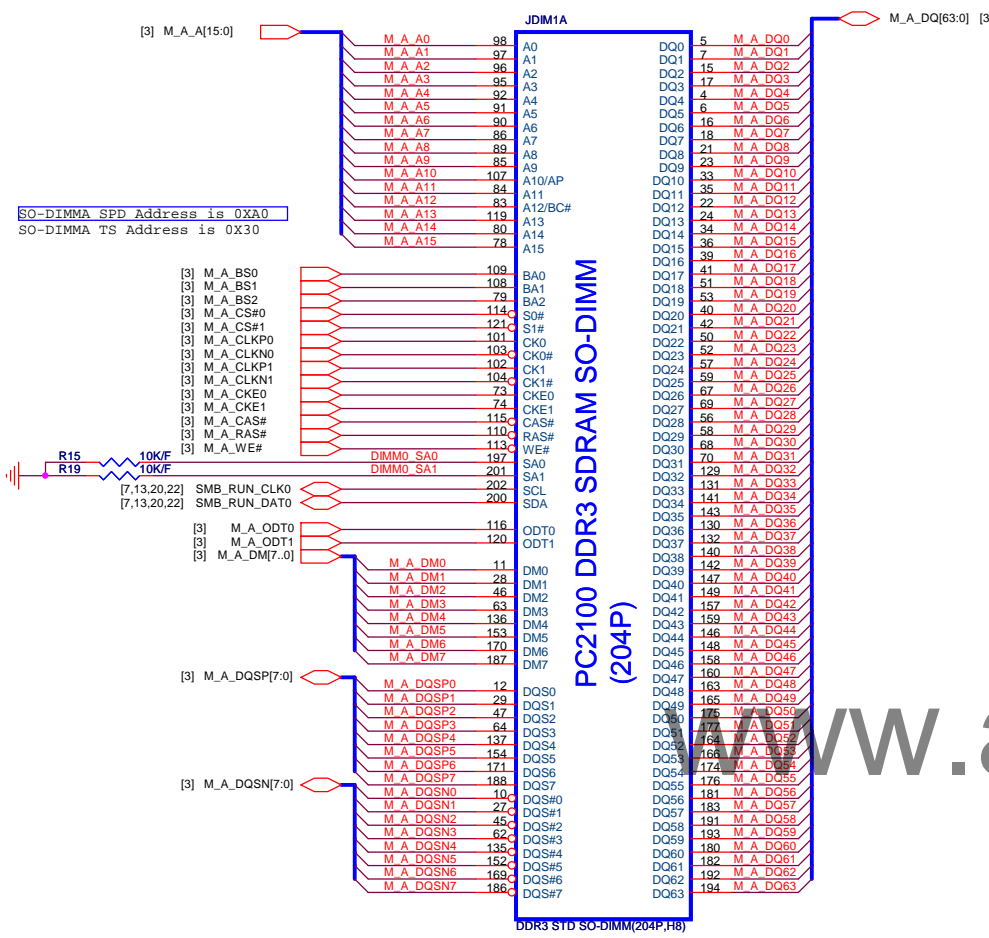 JDIM1A
[3] M_A_A[15:0]
M_A_DQ[63:0] [3
M_A_A0 98 A0 DQ0 5 M_A_DQ0
M_A_A1 97 A1 DQ1 7 M_A_DQ1
M_A_A2 96 A2 DQ2 15 M_A_DQ2
M_A_A3 95 A3 DQ3 17 M_A_DQ3
M_A_A4 92 A4 DQ4 4 M_A_DQ4
M_A_A5 91 A5 DQ5 6 M_A_DQ5
M_A_A6 90 A6 DQ6 16 M_A_DQ6
M_A_A7 86 A7 DQ7 18 M_A_DQ7
M_A_A8 89 A8 DQ8 21 M_A_DQ8
M_A_A9 85 A9 DQ9 23 M_A_DQ9
M_A_A10 107 A10/AP DQ10 33 M_A_DQ10
M_A_A11 84 A11 DQ11 35 M_A_DQ11
M_A_A12 83 A12/BC# DQ12 22 M_A_DQ12
M_A_A13 119 A13 DQ13 24 M_A_DQ13
M_A_A14 80 A14 DQ14 34 M_A_DQ14
M_A_A15 78 A15 DQ15 36 M_A_DQ15
SO-DIMMA SPD Address is 0XA0
SO-DIMMA TS Address is 0X30
DQ16 39 M_A_DQ16
[3] M_A_BS0 109 BA0 DQ17 41 M_A_DQ17
[3] M_A_BS1 108 BA1 DQ18 51 M_A_DQ18
[3] M_A_BS2 79 BA2 DQ19 53 M_A_DQ19
[3] M_A_CS#0 114 S0# DQ20 40 M_A_DQ20
[3] M_A_CS#1 121 S1# DQ21 42 M_A_DQ21
[3] M_A_CLKP0 101 CK0 DQ22 50 M_A_DQ22
[3] M_A_CLKN0 103 CK0# DQ23 52 M_A_DQ23
[3] M_A_CLKP1 102 CK1 DQ24 57 M_A_DQ24
[3] M_A_CLKN1 104 CK1# DQ25 59 M_A_DQ25
[3] M_A_CKE0 73 CKE0 DQ26 67 M_A_DQ26
[3] M_A_CKE1 74 CKE1 DQ27 69 M_A_DQ27
[3] M_A_CAS# 115 CAS# DQ28 56 M_A_DQ28
[3] M_A_RAS# 110 RAS# DQ29 58 M_A_DQ29
[3] M_A_WE# 113 WE# DQ30 68 M_A_DQ30
R15 10K/F DIMM0_SA0 197 SA0 DQ31 70 M_A_DQ31
R19 10K/F DIMM0_SA1 201 SA1 DQ32 129 M_A_DQ32
[7,13,20,22] SMB_RUN_CLK0 202 SCL DQ33 131 M_A_DQ33
[7,13,20,22] SMB_RUN_DAT0 200 SDA DQ34 141 M_A_DQ34
DQ35 143 M_A_DQ35
[3] M_A_ODT0 116 ODT0 DQ36 130 M_A_DQ36
[3] M_A_ODT1 120 ODT1 DQ37 132 M_A_DQ37
[3] M_A_DM[7..0] DQ38 140 M_A_DQ38
M_A_DM0 11 DM0 DQ39 142 M_A_DQ39
M_A_DM1 28 DM1 DQ40 147 M_A_DQ40
M_A_DM2 46 DM2 DQ41 149 M_A_DQ41
M_A_DM3 63 DM3 DQ42 157 M_A_DQ42
M_A_DM4 136 DM4 DQ43 159 M_A_DQ43
M_A_DM5 153 DM5 DQ44 146 M_A_DQ44
M_A_DM6 170 DM6 DQ45 148 M_A_DQ45
M_A_DM7 187 DM7 DQ46 158 M_A_DQ46
[3] M_A_DQSP[7:0] DQ47 160 M_A_DQ47
M_A_DQSP0 12 DQS0 DQ48 163 M_A_DQ48
M_A_DQSP1 29 DQS1 DQ49 165 M_A_DQ49
M_A_DQSP2 47 DQS2 DQ50 175 M_A_DQ50
M_A_DQSP3 64 DQS3 DQ51 177 M_A_DQ51
M_A_DQSP4 137 DQS4 DQ52 164 M_A_DQ52
M_A_DQSP5 154 DQS5 DQ53 166 M_A_DQ53
M_A_DQSP6 171 DQS6 DQ54 174 M_A_DQ54
M_A_DQSP7 188 DQS7 DQ55 176 M_A_DQ55
[3] M_A_DQSN[7:0]
M_A_DQSN0 10 DQS#0 DQ56 181 M_A_DQ56
M_A_DQSN1 27 DQS#1 DQ57 183 M_A_DQ57
M_A_DQSN2 45 DQS#2 DQ58 191 M_A_DQ58
M_A_DQSN3 62 DQS#3 DQ59 193 M_A_DQ59
M_A_DQSN4 135 DQS#4 DQ60 180 M_A_DQ60
M_A_DQSN5 152 DQS#5 DQ61 182 M_A_DQ61
M_A_DQSN6 169 DQS#6 DQ62 192 M_A_DQ62
M_A_DQSN7 186 DQS#7 DQ63 194 M_A_DQ63
PC2100 DDR3 SDRAM SO-DIMM
(204P)
DDR3 STD SO-DIMM(204P,H8)
www.a